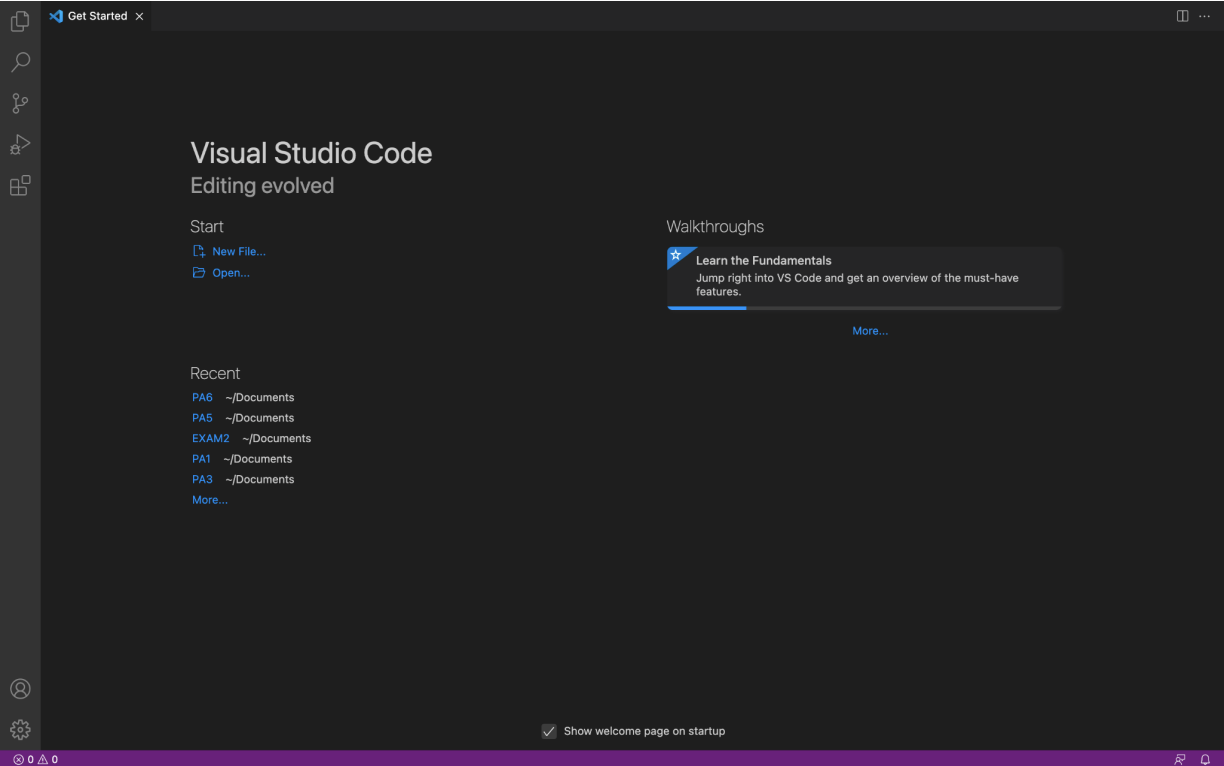 Get Started
Visual Studio Code
Editing evolved
Start
New File...
Open...
Recent
PA6 ~/Documents
PA5 ~/Documents
EXAM2 ~/Documents
PA1 ~/Documents
PA3 ~/Documents
More...
Walkthroughs
Learn the Fundamentals
Jump right into VS Code and get an overview of the must-have
features.
More...
Show welcome page on startup
0 0